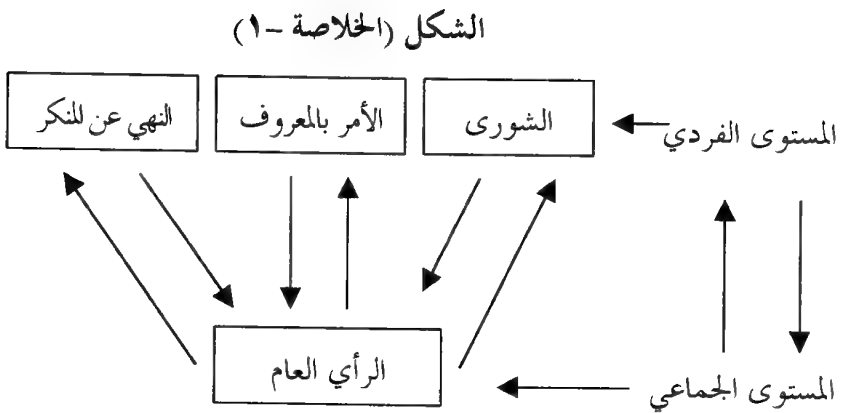 الشكل (الخلاصة -١)
المستوى الفردي
الشورى
الأمر بالمعروف
النهي عن المنكر
الرأي العام
المستوى الجماعي